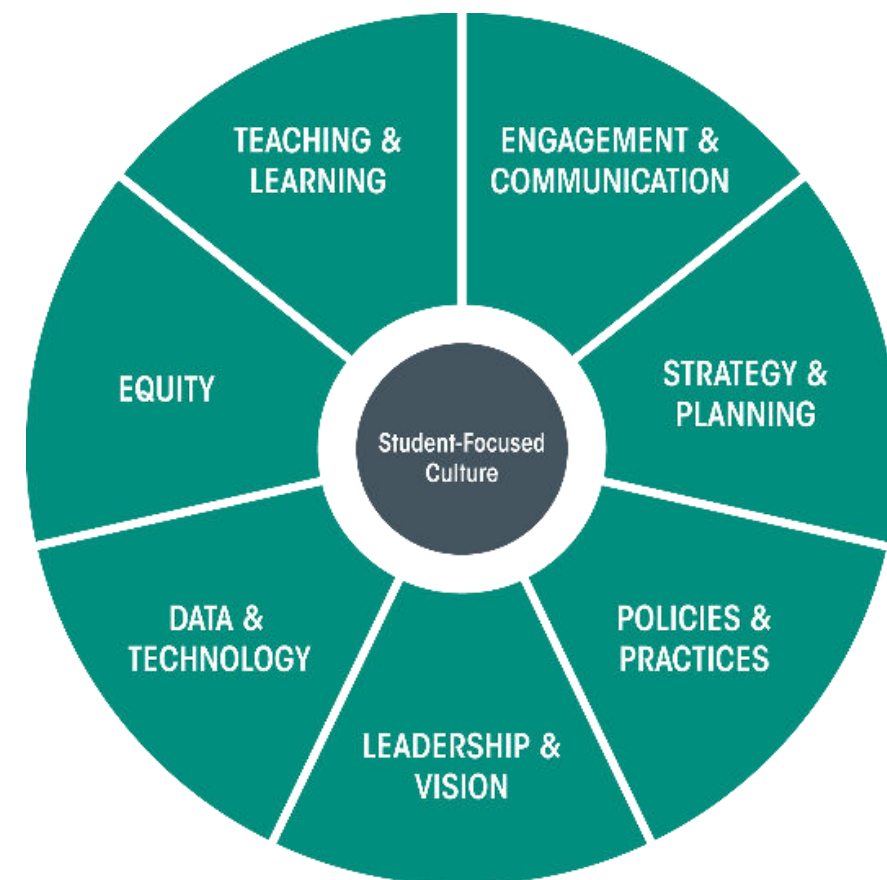 TEACHING &
LEARNING
ENGAGEMENT &
COMMUNICATION
EQUITY
STRATEGY &
PLANNING
Student-Focused
Culture
DATA &
TECHNOLOGY
POLICIES &
PRACTICES
LEADERSHIP &
VISION